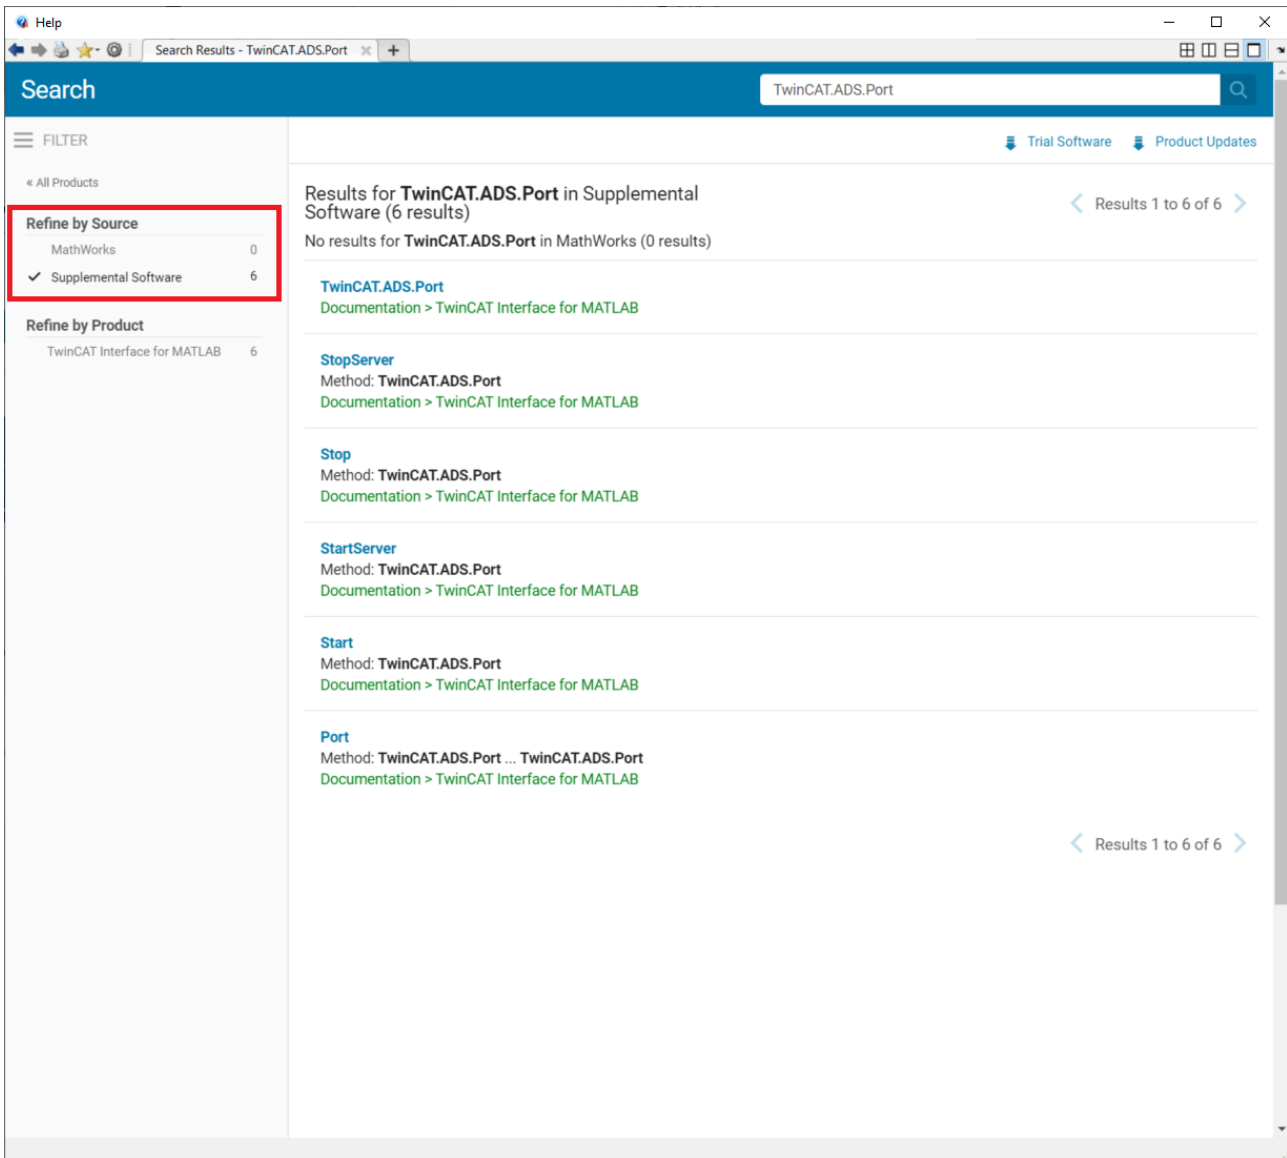 Help
Search Results - TwinCAT.ADS.Port
Search
TwinCAT.ADS.Port
FILTER
Trial Software
Product Updates
« All Products
Refine by Source
MathWorks 0
Supplemental Software 6
Refine by Product
TwinCAT Interface for MATLAB 6
Results for TwinCAT.ADS.Port in Supplemental
Software (6 results)
Results 1 to 6 of 6
No results for TwinCAT.ADS.Port in MathWorks (0 results)
TwinCAT.ADS.Port
Documentation > TwinCAT Interface for MATLAB
StopServer
Method: TwinCAT.ADS.Port
Documentation > TwinCAT Interface for MATLAB
Stop
Method: TwinCAT.ADS.Port
Documentation > TwinCAT Interface for MATLAB
StartServer
Method: TwinCAT.ADS.Port
Documentation > TwinCAT Interface for MATLAB
Start
Method: TwinCAT.ADS.Port
Documentation > TwinCAT Interface for MATLAB
Port
Method: TwinCAT.ADS.Port ... TwinCAT.ADS.Port
Documentation > TwinCAT Interface for MATLAB
Results 1 to 6 of 6